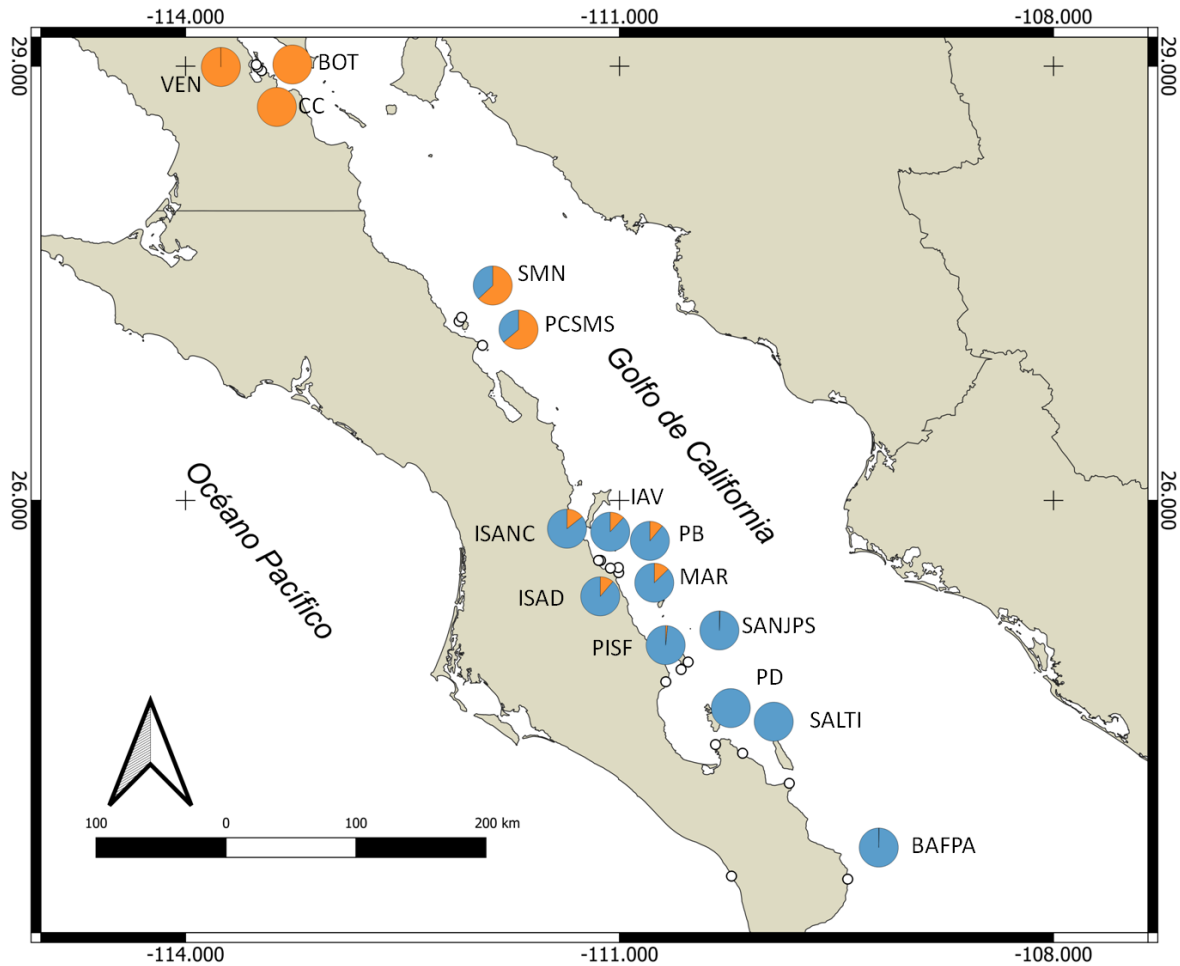 -114.000
-111.000
-108.000
29.000
29.000
VEN
BOT
CC
SMN
PCSMS
Golfo de California
Océano Pacífico
26.000
26.000
IAV
ISANC
PB
MAR
ISAD
SANJPS
PISF
PD
SALTI
100
0
100
200 km
BAFPA
-114.000
-111.000
-108.000